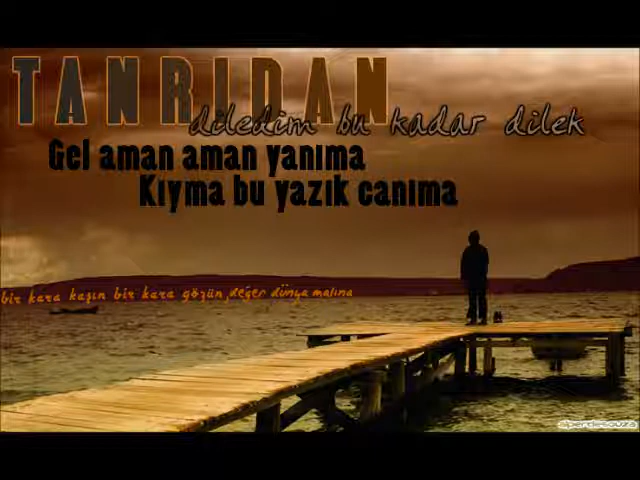 TANRIDAN
diledim bu kadar dilek
Gel aman aman yanıma
Kıyma bu yazık canıma
bir kara kaşın bir kara gözün,değer dünya malına
alperdesouza